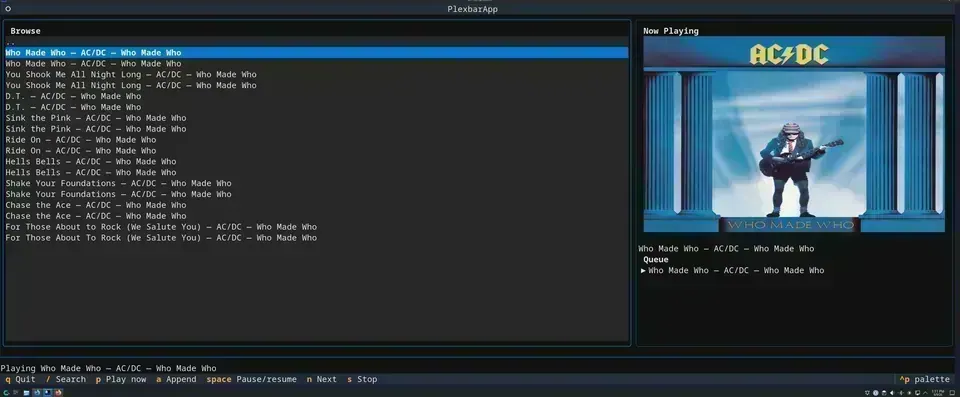 PlexbarApp
Browse
..
Who Made Who — AC/DC — Who Made Who
Who Made Who — AC/DC — Who Made Who
You Shook Me All Night Long — AC/DC — Who Made Who
You Shook Me All Night Long — AC/DC — Who Made Who
D.T. — AC/DC — Who Made Who
D.T. — AC/DC — Who Made Who
Sink the Pink — AC/DC — Who Made Who
Sink the Pink — AC/DC — Who Made Who
Ride On — AC/DC — Who Made Who
Ride On — AC/DC — Who Made Who
Hells Bells — AC/DC — Who Made Who
Hells Bells — AC/DC — Who Made Who
Shake Your Foundations — AC/DC — Who Made Who
Shake Your Foundations — AC/DC — Who Made Who
Chase the Ace — AC/DC — Who Made Who
Chase the Ace — AC/DC — Who Made Who
For Those About to Rock (We Salute You) — AC/DC — Who Made Who
For Those About To Rock (We Salute You) — AC/DC — Who Made Who
Now Playing
AC⚡DC
WHO MADE WHO
Who Made Who — AC/DC — Who Made Who
Queue
▶ Who Made Who — AC/DC — Who Made Who
Playing Who Made Who — AC/DC — Who Made Who
q Quit / Search p Play now a Append space Pause/resume n Next s Stop ^p palette